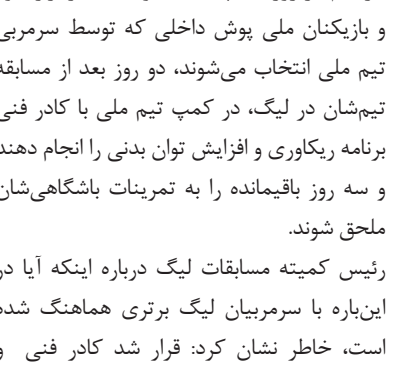 و بازیکنان ملی پوش داخلی که توسط سرمربی
تیم ملی انتخاب می‌شوند، دو روز بعد از مسابقه
تیم‌شان در لیگ، در کمپ تیم ملی با کادر فنی
برنامه ریکاوری و افزایش توان بدنی را انجام دهند
و سه روز باقیمانده را به تمرینات باشگاهی‌شان
ملحق شوند.
رئیس کمیته مسابقات لیگ درباره اینکه آیا در
این‌باره با سرمربیان لیگ برتری هماهنگ شده
است، خاطر نشان کرد: قرار شد کادر فنی و